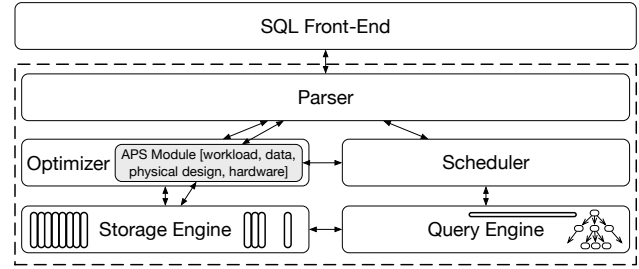 SQL Front-End
Parser
Optimizer
APS Module [workload, data,
physical design, hardware]
Scheduler
Storage Engine
Query Engine